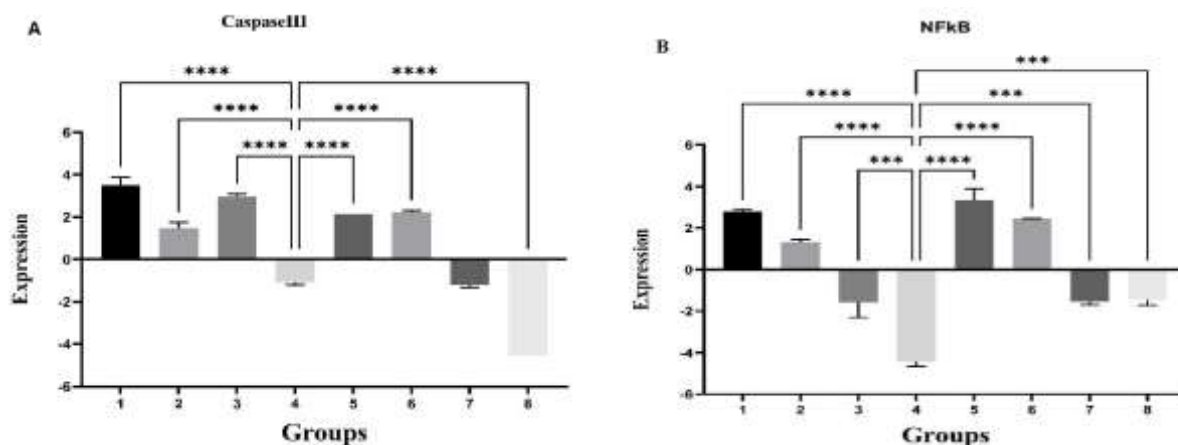 A
CaspaseIII
**** ****
**** ****
**** ****
6
4
2
0
-2
-4
-6
Expression
1 2 3 4 5 6 7 8
Groups
B
NFkB
***
**** ***
**** ****
*** ****
6
4
2
0
-2
-4
-6
Expression
1 2 3 4 5 6 7 8
Groups